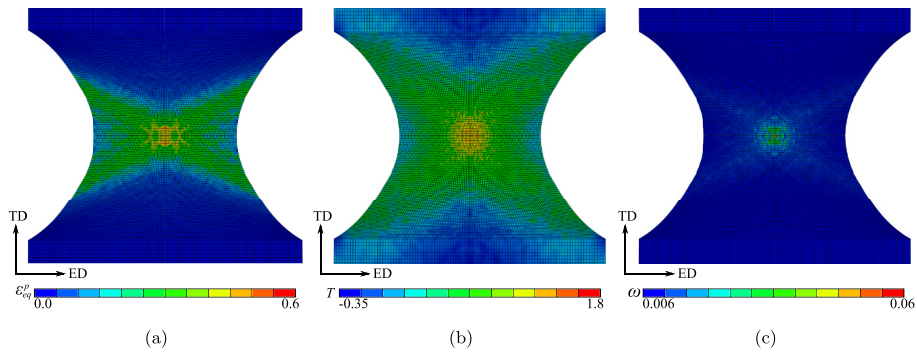 TD
ED
ε^p_eq
0.0 0.6
(a)
TD
ED
T
-0.35 1.8
(b)
TD
ED
ω
0.006 0.06
(c)